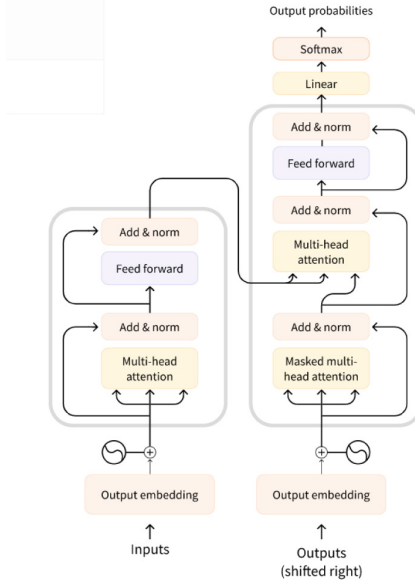 Output probabilities
Softmax
Linear
Add & norm
Feed forward
Add & norm
Multi-head
attention
Add & norm
Masked multi-
head attention
Output embedding
Outputs
(shifted right)
Add & norm
Feed forward
Add & norm
Multi-head
attention
Output embedding
Inputs